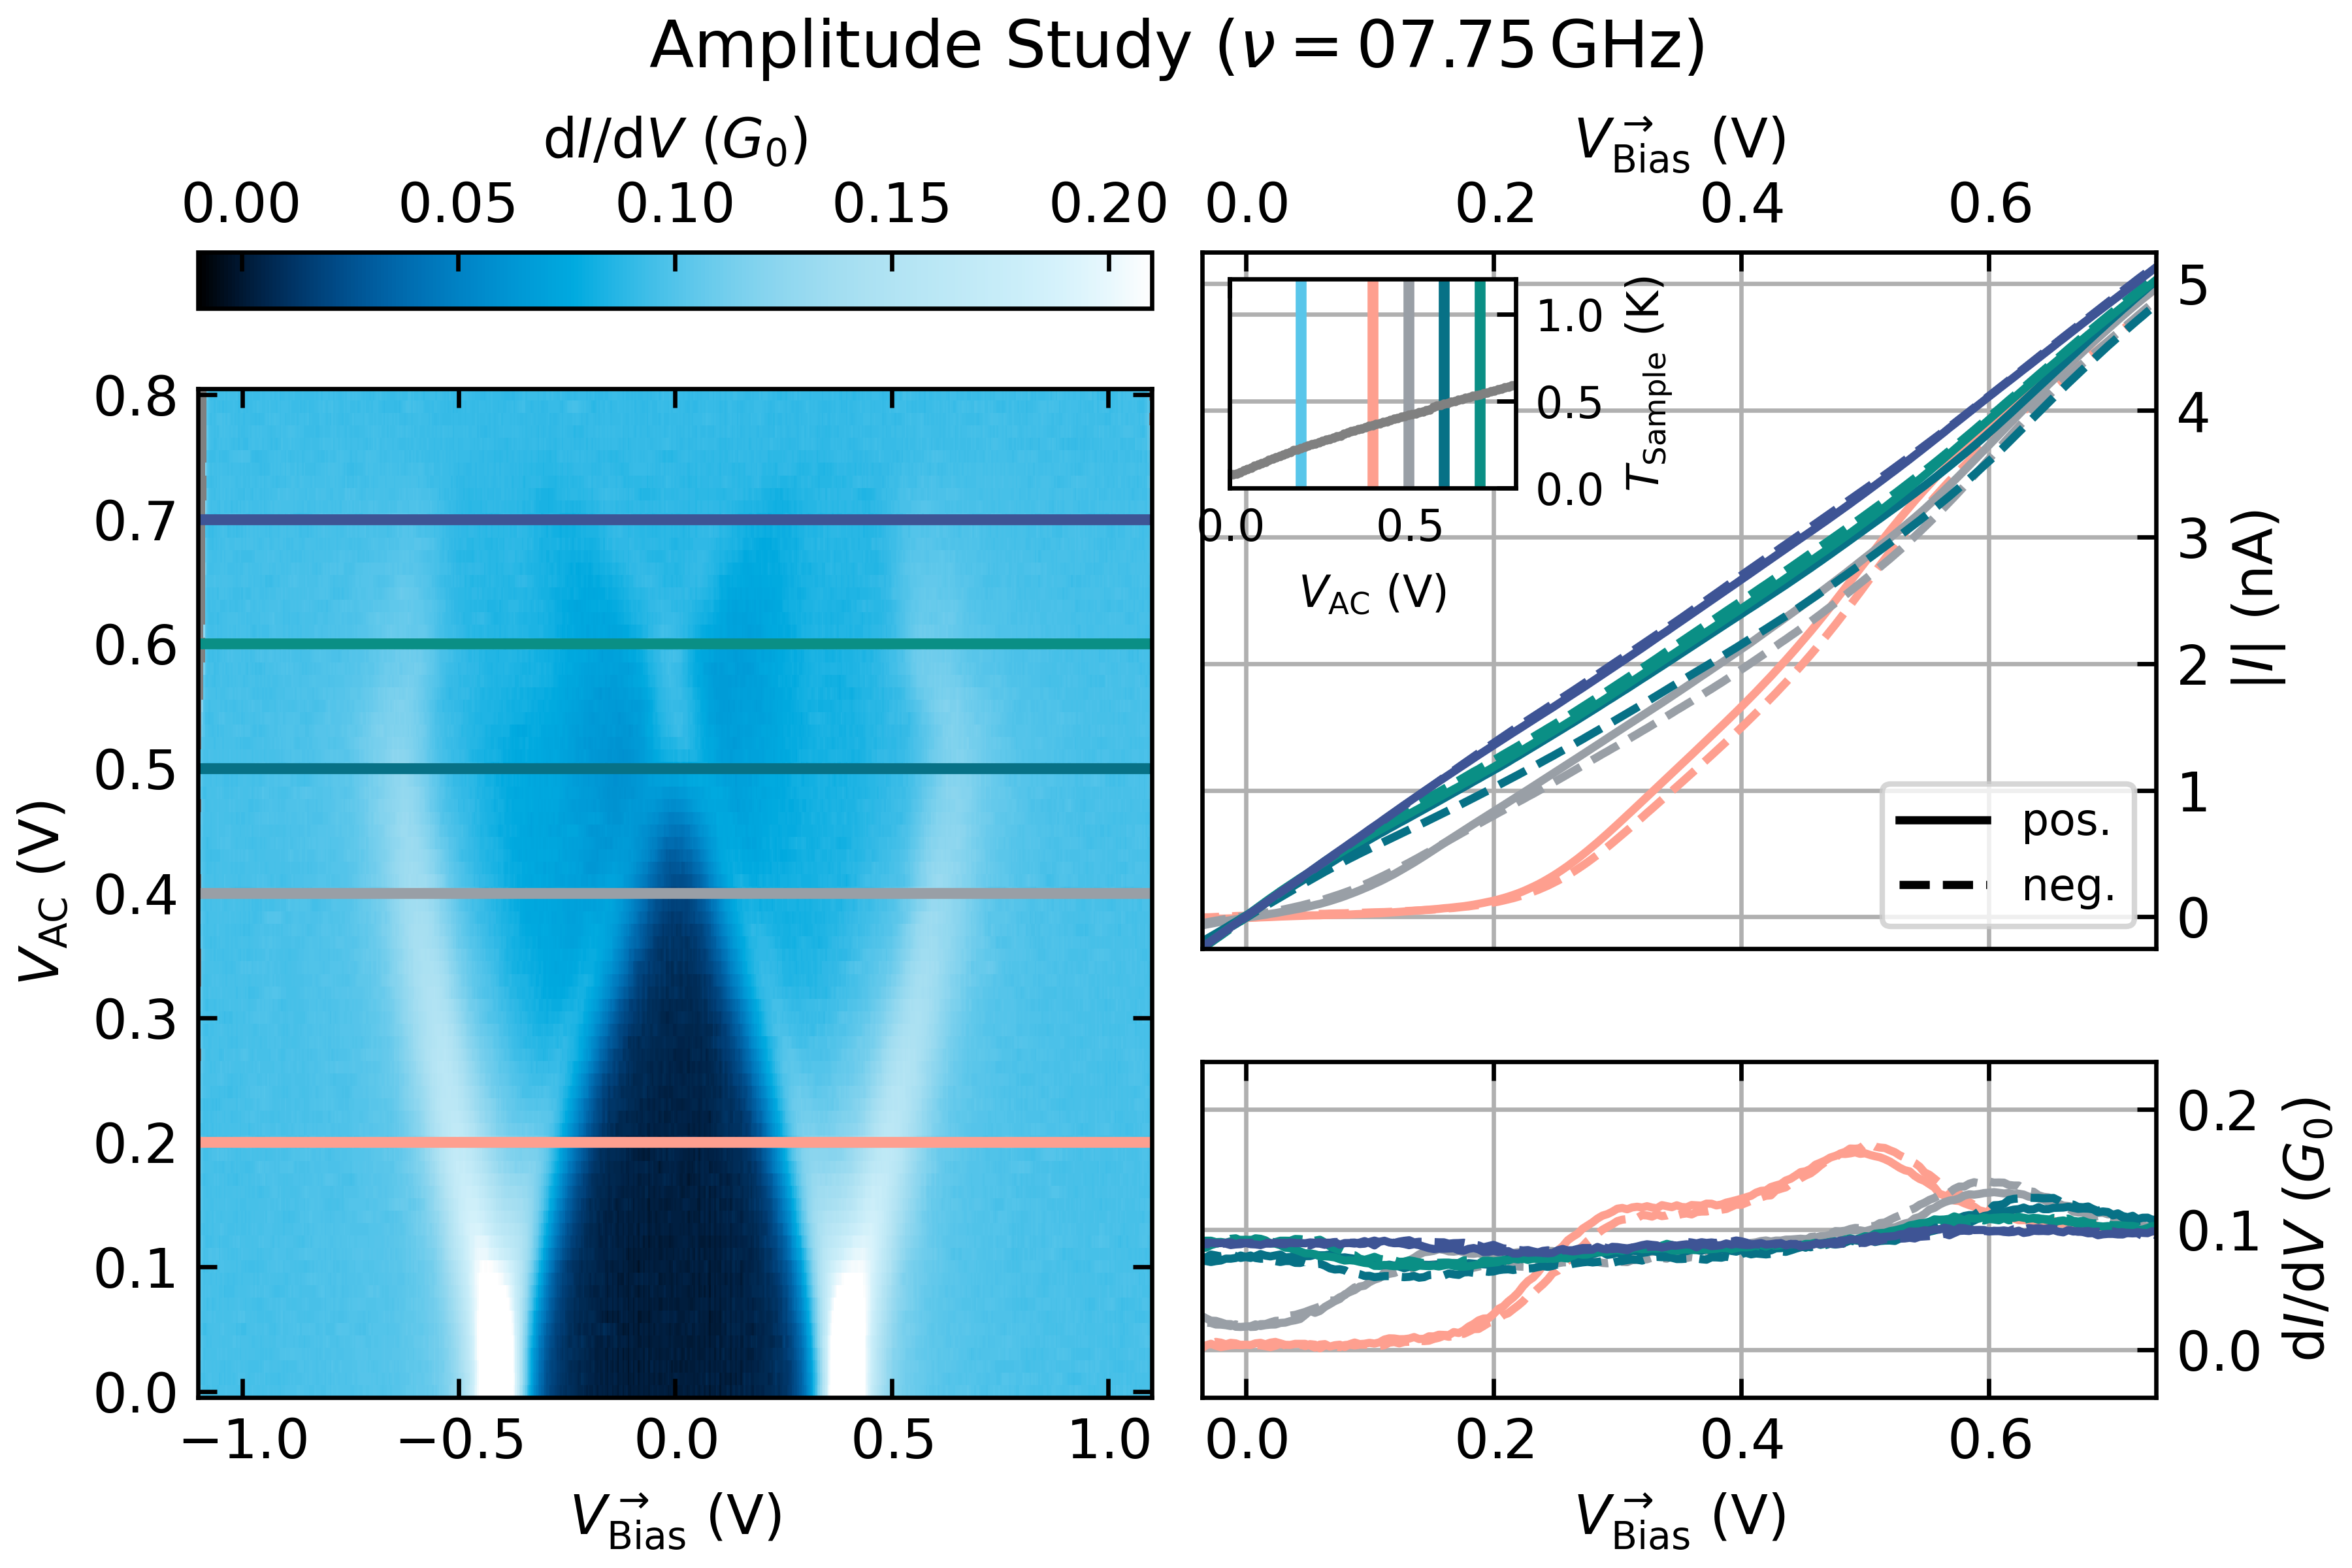 Amplitude Study (ν = 07.75 GHz)
dI/dV (G₀)
0.00 0.05 0.10 0.15 0.20
V→Bias (V)
0.0 0.2 0.4 0.6
V_AC (V)
0.8
0.7
0.6
0.5
0.4
0.3
0.2
0.1
0.0
−1.0 −0.5 0.0 0.5 1.0
V→Bias (V)
1.0
0.5
0.0
T_Sample (K)
0.0 0.5
V_AC (V)
5
4
3
2
1
0
|I| (nA)
pos.
neg.
0.2
0.1
0.0
dI/dV (G₀)
0.0 0.2 0.4 0.6
V→Bias (V)